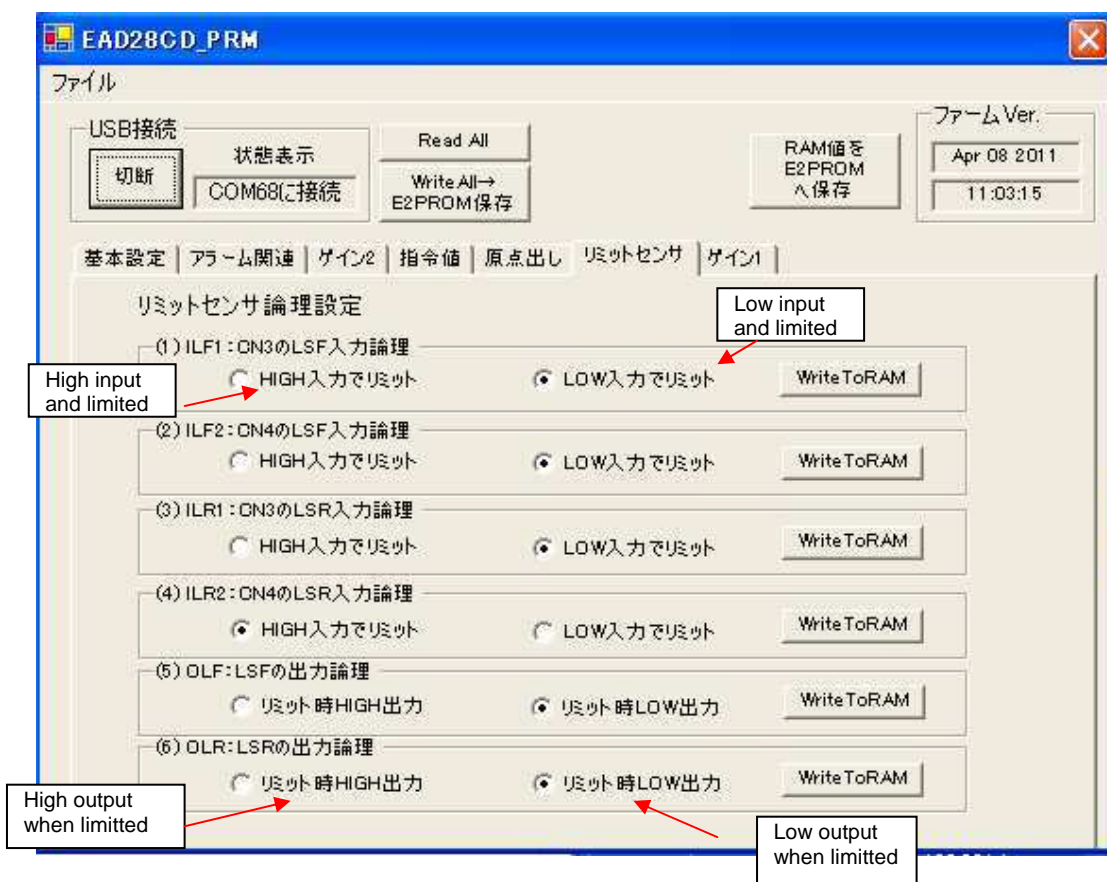 EAD28CD_PRM
ファイル
USB接続
切断
状態表示
COM68に接続
Read All
Write All→
E2PROM保存
RAM値を
E2PROM
へ保存
ファームVer.
Apr 08 2011
11:03:15
基本設定 アラーム関連 ゲイン2 指令値 原点出し リミットセンサ ゲイン1
リミットセンサ論理設定
Low input
and limited
High input
and limited
(1) ILF1:CN3のLSF入力論理
HIGH入力でリミット LOW入力でリミット WriteToRAM
(2) ILF2:CN4のLSF入力論理
HIGH入力でリミット LOW入力でリミット WriteToRAM
(3) ILR1:CN3のLSR入力論理
HIGH入力でリミット LOW入力でリミット WriteToRAM
(4) ILR2:CN4のLSR入力論理
HIGH入力でリミット LOW入力でリミット WriteToRAM
(5) OLF:LSFの出力論理
リミット時HIGH出力 リミット時LOW出力 WriteToRAM
(6) OLR:LSRの出力論理
リミット時HIGH出力 リミット時LOW出力 WriteToRAM
High output
when limitted
Low output
when limitted